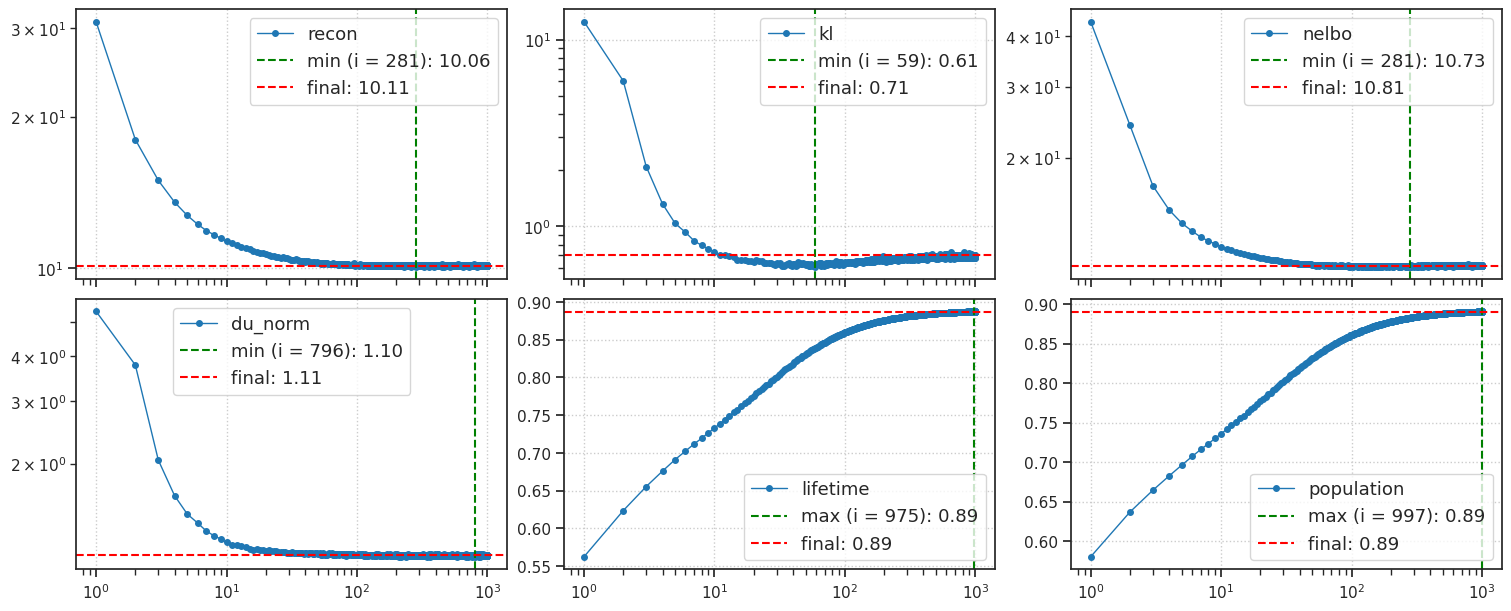 3 × 10¹
2 × 10¹
10¹
recon
min (i = 281): 10.06
final: 10.11
10¹
10⁰
kl
min (i = 59): 0.61
final: 0.71
4 × 10¹
3 × 10¹
2 × 10¹
nelbo
min (i = 281): 10.73
final: 10.81
4 × 10⁰
3 × 10⁰
2 × 10⁰
du_norm
min (i = 796): 1.10
final: 1.11
10⁰ 10¹ 10² 10³
0.90
0.85
0.80
0.75
0.70
0.65
0.60
0.55
lifetime
max (i = 975): 0.89
final: 0.89
10⁰ 10¹ 10² 10³
0.90
0.85
0.80
0.75
0.70
0.65
0.60
population
max (i = 997): 0.89
final: 0.89
10⁰ 10¹ 10² 10³